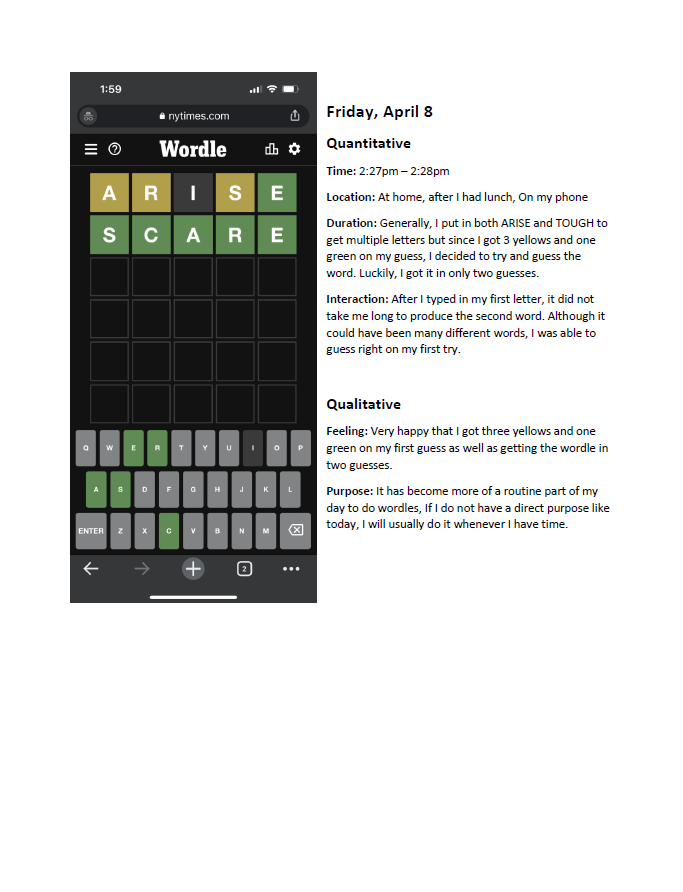 1:59
nytimes.com
Wordle
A R I S E
S C A R E
Q W E R T Y U I O P
A S D F G H J K L
ENTER Z X C V B N M
2
Friday, April 8
Quantitative
Time: 2:27pm – 2:28pm
Location: At home, after I had lunch, On my phone
Duration: Generally, I put in both ARISE and TOUGH to
get multiple letters but since I got 3 yellows and one
green on my guess, I decided to try and guess the
word. Luckily, I got it in only two guesses.
Interaction: After I typed in my first letter, it did not
take me long to produce the second word. Although it
could have been many different words, I was able to
guess right on my first try.
Qualitative
Feeling: Very happy that I got three yellows and one
green on my first guess as well as getting the wordle in
two guesses.
Purpose: It has become more of a routine part of my
day to do wordles, If I do not have a direct purpose like
today, I will usually do it whenever I have time.